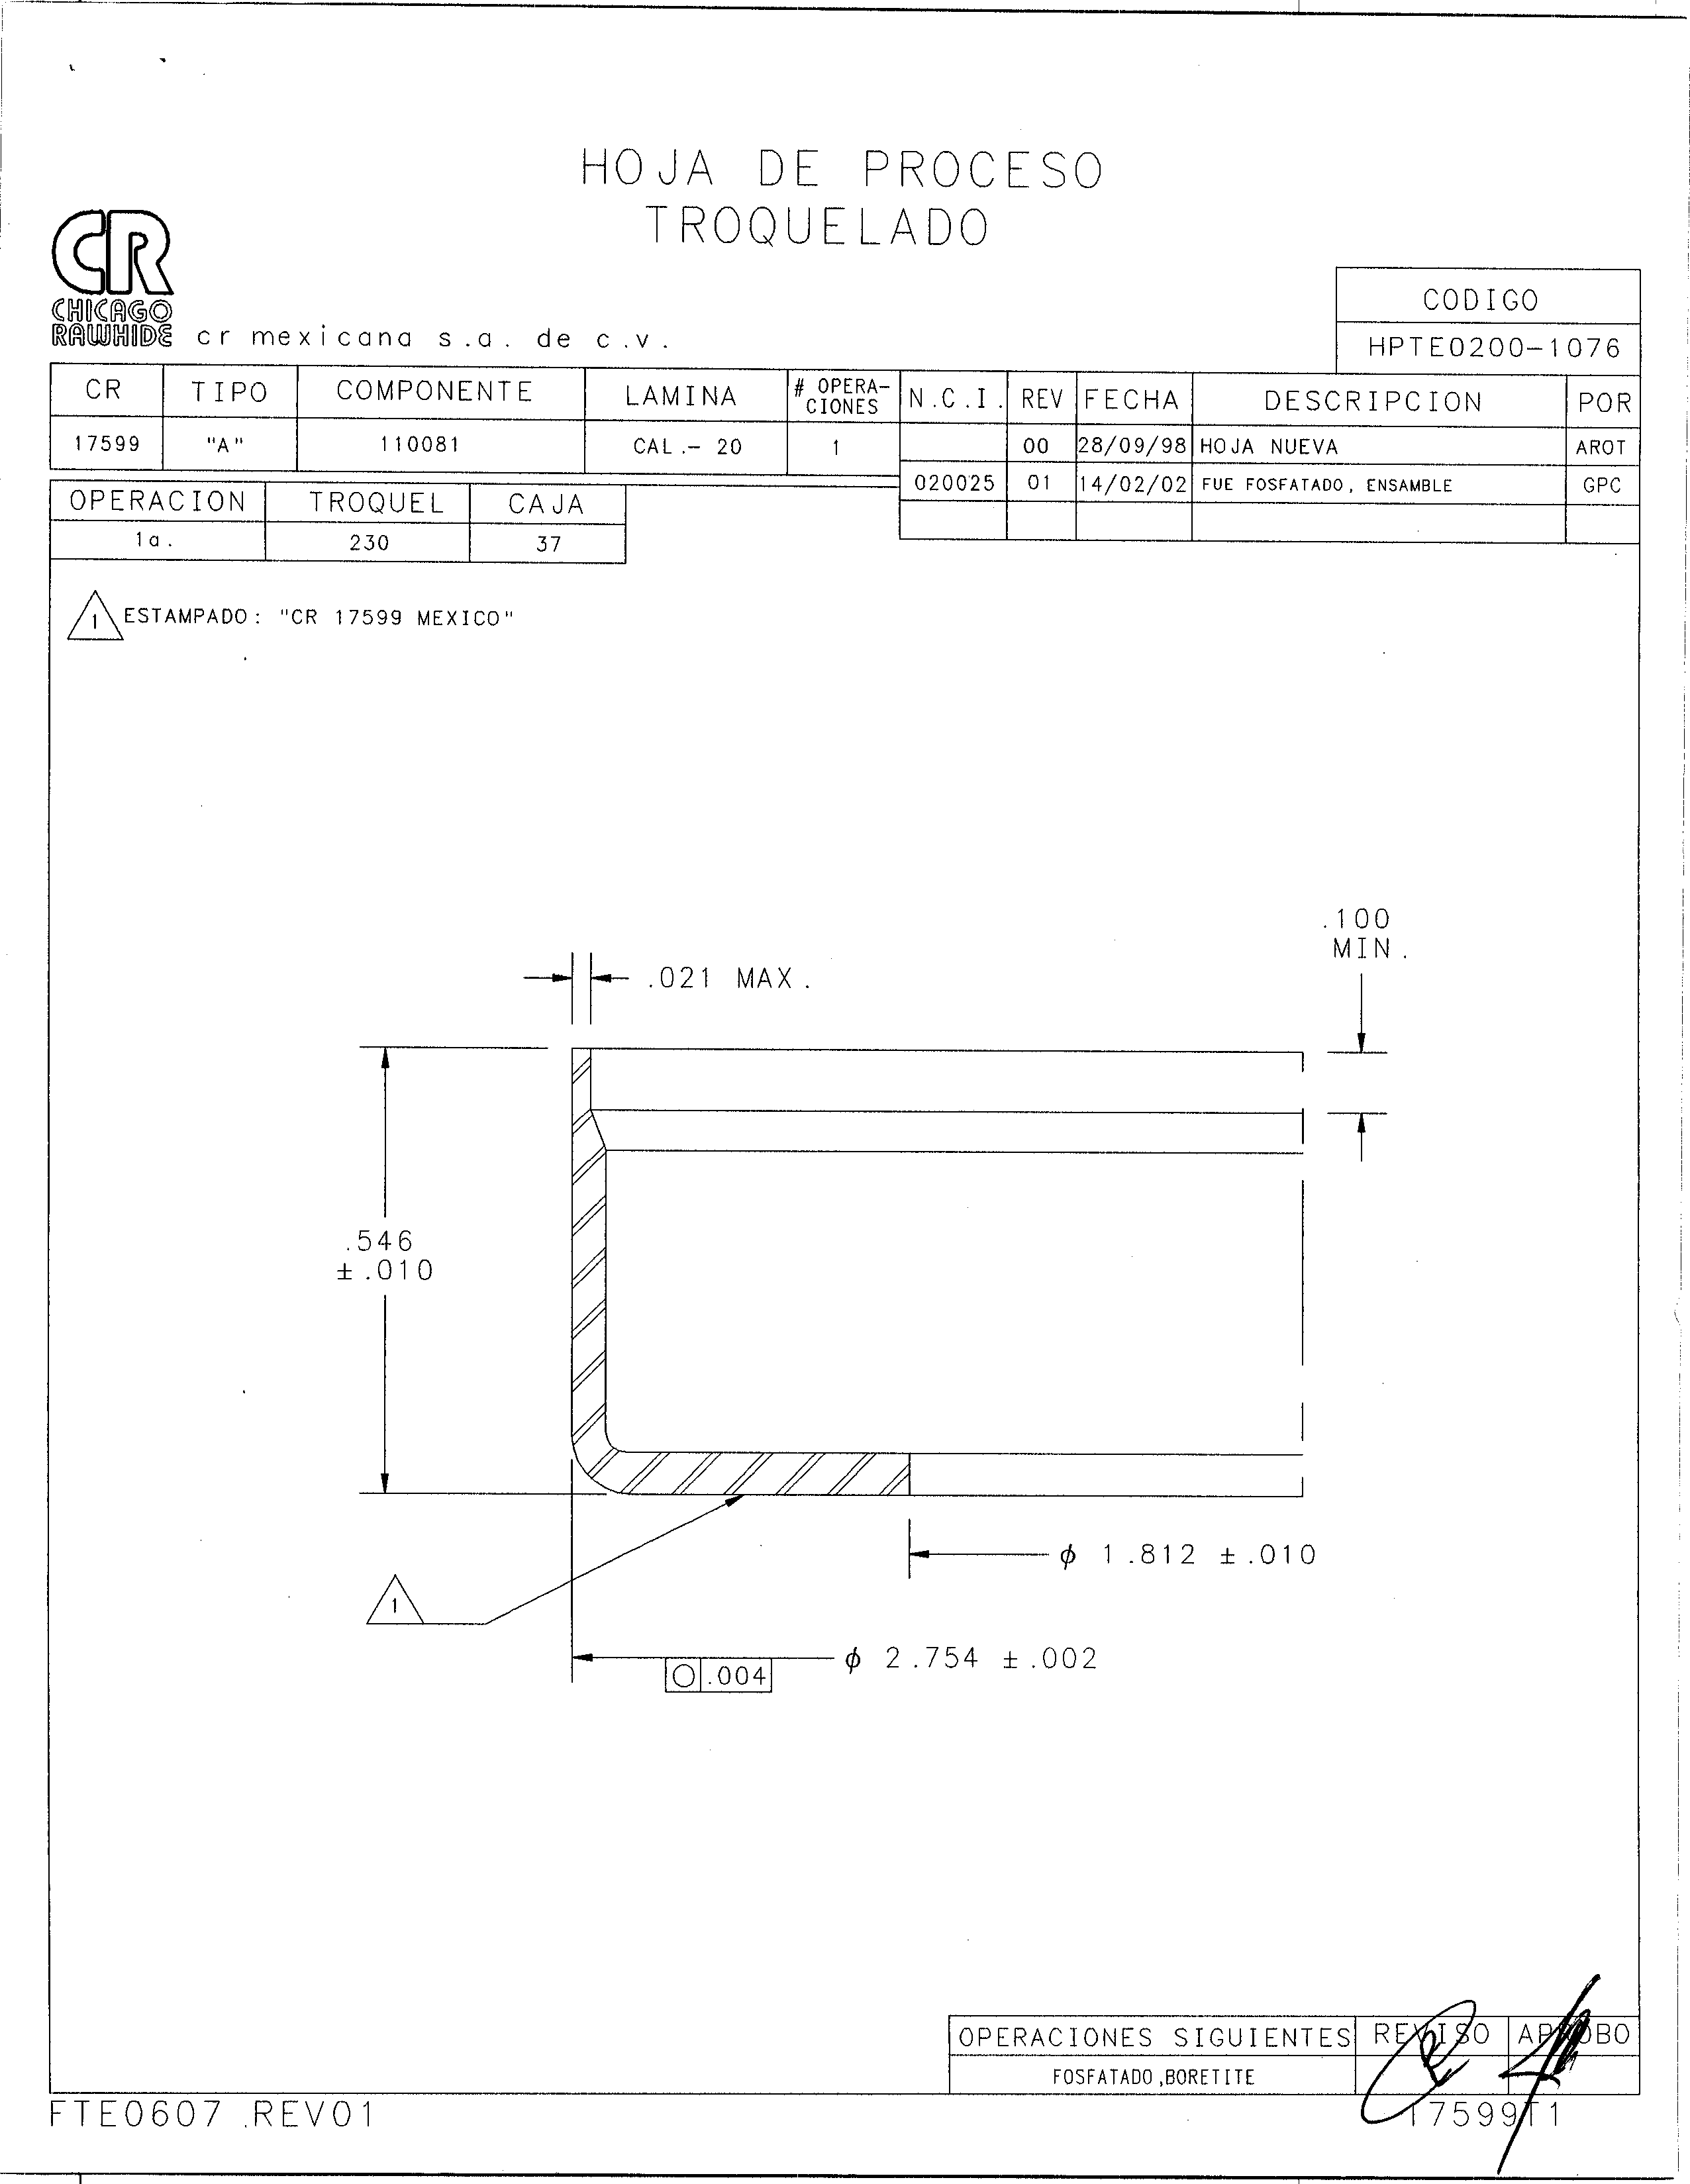 HOJA DE PROCESO
TROQUELADO
CR
CHICAGO
RAWHIDE cr mexicana s.a. de c.v.
CODIGO
HPTE0200-1076
CR TIPO COMPONENTE LAMINA # OPERA-CIONES N.C.I. REV FECHA DESCRIPCION POR
17599 "A" 110081 CAL.- 20 1 00 28/09/98 HOJA NUEVA AROT
020025 01 14/02/02 FUE FOSFATADO, ENSAMBLE GPC
OPERACION TROQUEL CAJA
1a. 230 37
1 ESTAMPADO: "CR 17599 MEXICO"
.100
MIN.
.021 MAX.
.546
±.010
ϕ 1.812 ±.010
1
ϕ 2.754 ±.002
○ .004
OPERACIONES SIGUIENTES REVISO APROBO
FOSFATADO,BORETITE
FTE0607 .REV01
17599T1